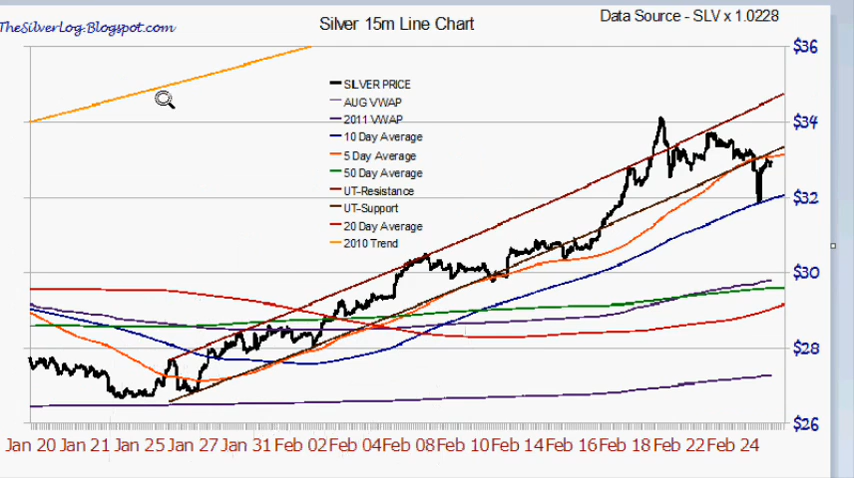 TheSilverLog.Blogspot.com
Silver 15m Line Chart
Data Source - SLV x 1.0228
$36
$34
$32
$30
$28
$26
SILVER PRICE
AUG VWAP
2011 VWAP
10 Day Average
5 Day Average
50 Day Average
UT-Resistance
UT-Support
20 Day Average
2010 Trend
Jan 20 Jan 21 Jan 25 Jan 27 Jan 31 Feb 02 Feb 04 Feb 08 Feb 10 Feb 14 Feb 16 Feb 18 Feb 22 Feb 24